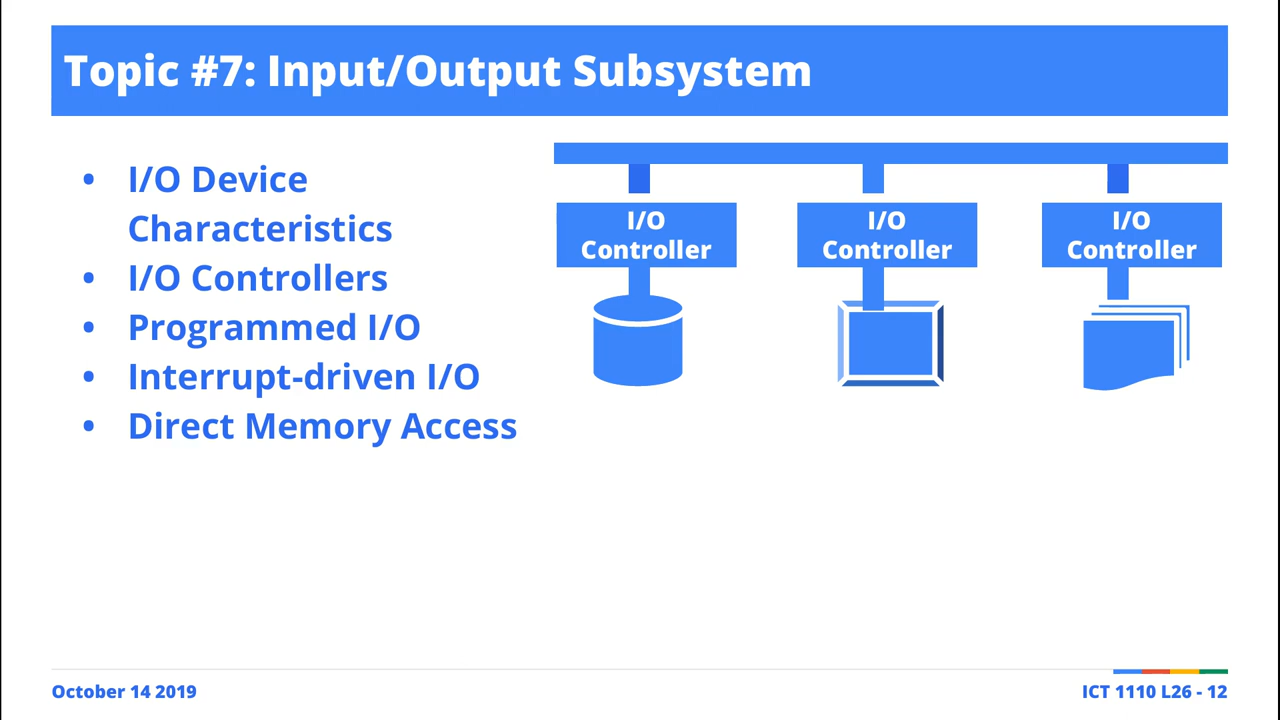 Topic #7: Input/Output Subsystem
• I/O Device
Characteristics
• I/O Controllers
• Programmed I/O
• Interrupt-driven I/O
• Direct Memory Access
I/O
Controller
I/O
Controller
I/O
Controller
October 14 2019
ICT 1110 L26 - 12